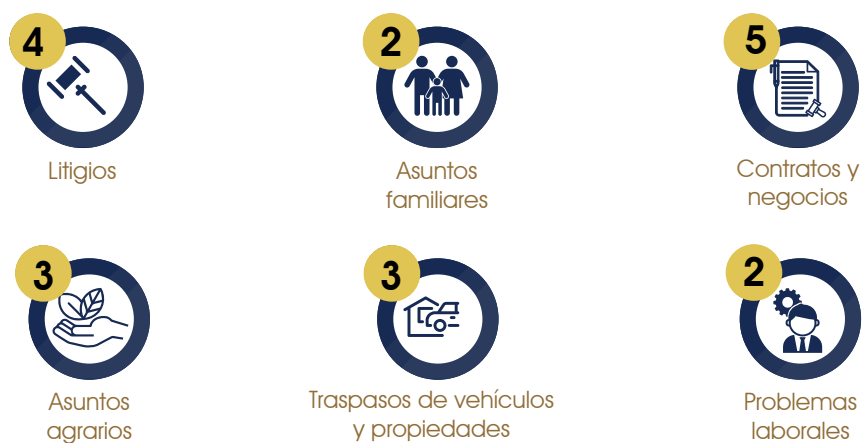 4
Litigios
2
Asuntos
familiares
5
Contratos y
negocios
3
Asuntos
agrarios
3
Traspasos de vehículos
y propiedades
2
Problemas
laborales